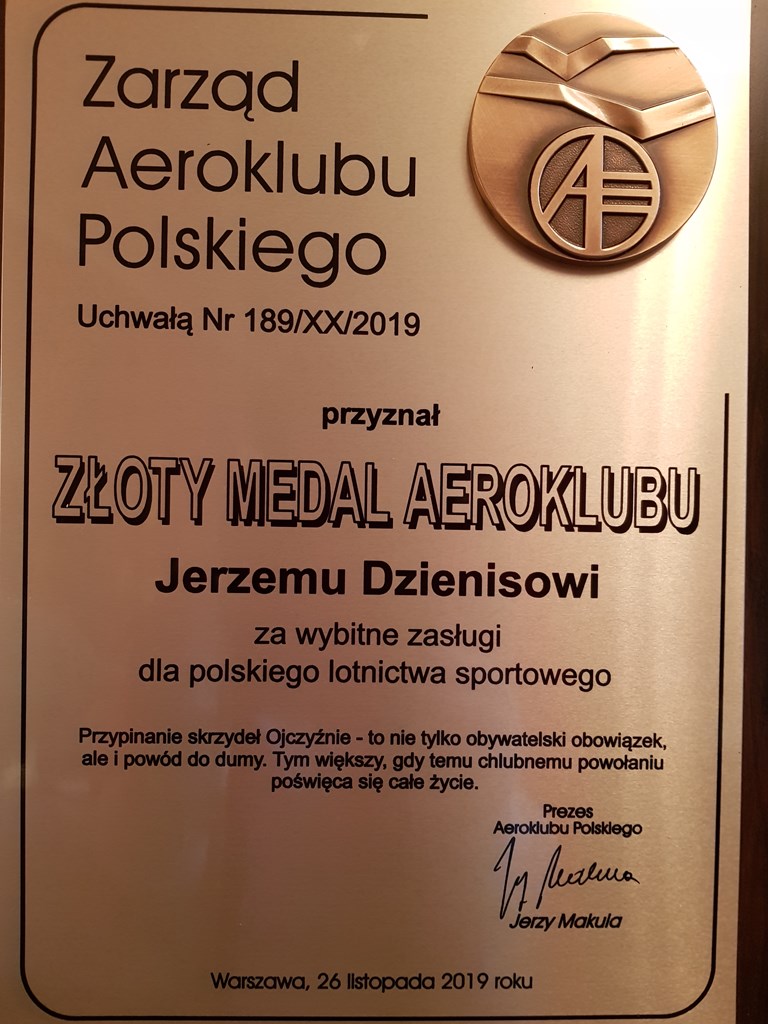 Zarząd
Aeroklubu
Polskiego
Uchwałą Nr 189/XX/2019
przyznał
ZŁOTY MEDAL AEROKLUBU
Jerzemu Dzienisowi
za wybitne zasługi
dla polskiego lotnictwa sportowego
Przypinanie skrzydeł Ojczyźnie - to nie tylko obywatelski obowiązek,
ale i powód do dumy. Tym większy, gdy temu chlubnemu powołaniu
poświęca się całe życie.
Prezes
Aeroklubu Polskiego
Jerzy Makula
Warszawa, 26 listopada 2019 roku